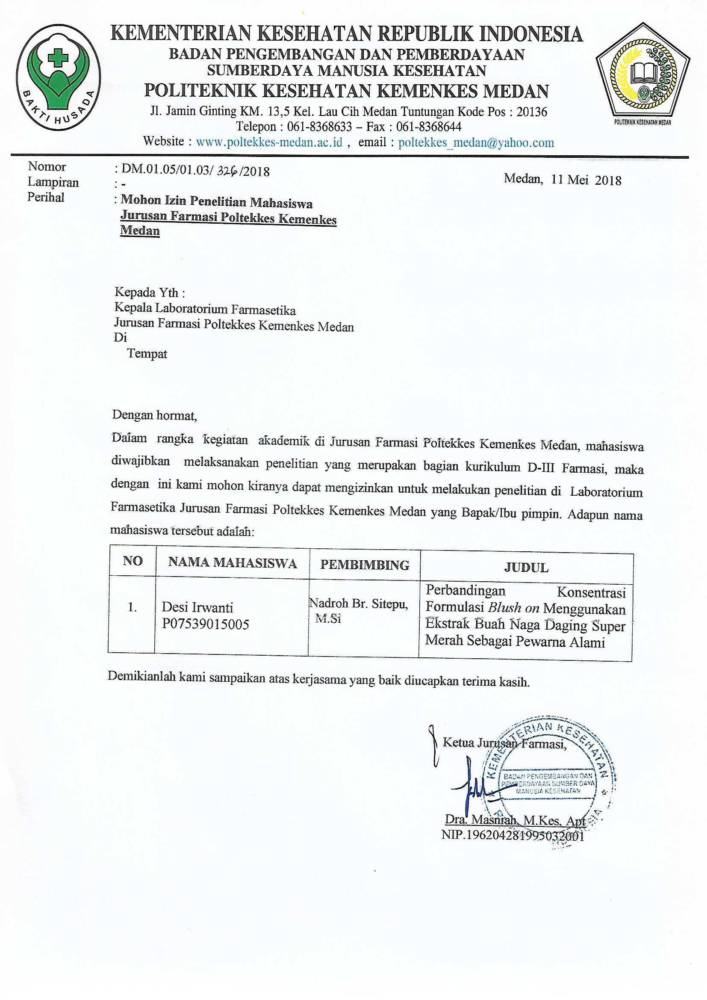 KEMENTERIAN KESEHATAN REPUBLIK INDONESIA
BADAN PENGEMBANGAN DAN PEMBERDAYAAN
SUMBERDAYA MANUSIA KESEHATAN
POLITEKNIK KESEHATAN KEMENKES MEDAN
Jl. Jamin Ginting KM. 13,5 Kel. Lau Cih Medan Tuntungan Kode Pos : 20136
Telepon : 061-8368633 – Fax : 061-8368644
Website : www.poltekkes-medan.ac.id , email : poltekkes_medan@yahoo.com
BAKTI HUSADA
POLITEKNIK KESEHATAN MEDAN
Nomor : DM.01.05/01.03/ 326 /2018
Medan, 11 Mei 2018
Lampiran : -
Perihal : Mohon Izin Penelitian Mahasiswa
Jurusan Farmasi Poltekkes Kemenkes
Medan
Kepada Yth :
Kepala Laboratorium Farmasetika
Jurusan Farmasi Poltekkes Kemenkes Medan
Di
Tempat
Dengan hormat,
Dalam rangka kegiatan akademik di Jurusan Farmasi Poltekkes Kemenkes Medan, mahasiswa
diwajibkan melaksanakan penelitian yang merupakan bagian kurikulum D-III Farmasi, maka
dengan ini kami mohon kiranya dapat mengizinkan untuk melakukan penelitian di Laboratorium
Farmasetika Jurusan Farmasi Poltekkes Kemenkes Medan yang Bapak/Ibu pimpin. Adapun nama
mahasiswa tersebut adalah:
NO NAMA MAHASISWA PEMBIMBING JUDUL
1. Desi Irwanti
P07539015005
Nadroh Br. Sitepu,
M.Si
Perbandingan Konsentrasi
Formulasi Blush on Menggunakan
Ekstrak Buah Naga Daging Super
Merah Sebagai Pewarna Alami
Demikianlah kami sampaikan atas kerjasama yang baik diucapkan terima kasih.
Ketua Jurusan Farmasi,
KEMENTERIAN KESEHATAN
BADAN PENGEMBANGAN DAN
PEMBERDAYAAN SUMBER DAYA
MANUSIA KESEHATAN
Dra. Masniah, M.Kes, Apt
NIP.196204281995032001